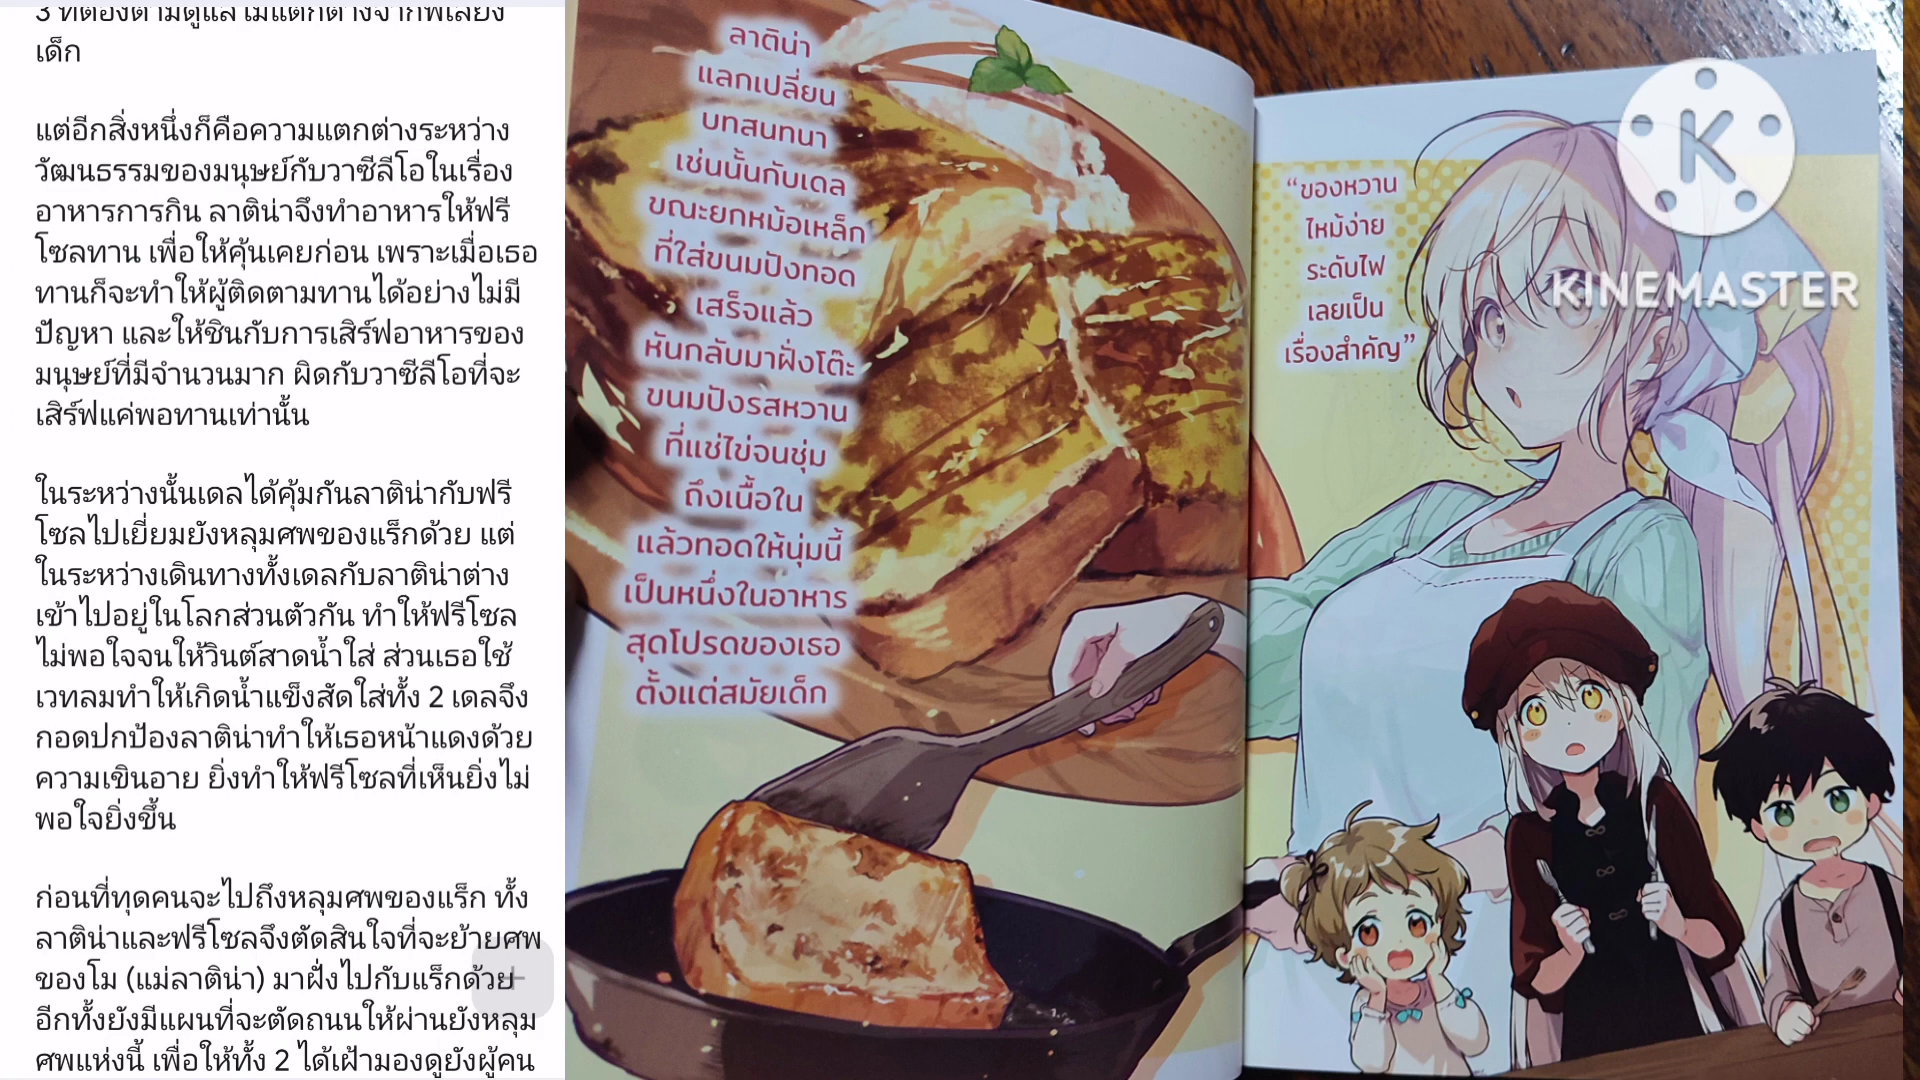 3 ที่ต้องตามดูแล ไม่แตกต่างจากพี่เลี้ยง
เด็ก
แต่อีกสิ่งหนึ่งก็คือความแตกต่างระหว่าง
วัฒนธรรมของมนุษย์กับวาซีลีโอในเรื่อง
อาหารการกิน ลาติน่าจึงทำอาหารให้ฟรี
โซลทาน เพื่อให้คุ้นเคยก่อน เพราะเมื่อเธอ
ทานก็จะทำให้ผู้ติดตามทานได้อย่างไม่มี
ปัญหา และให้ชินกับการเสิร์ฟอาหารของ
มนุษย์ที่มีจำนวนมาก ผิดกับวาซีลีโอที่จะ
เสิร์ฟแค่พอทานเท่านั้น
ในระหว่างนั้นเดลได้คุ้มกันลาติน่ากับฟรี
โซลไปเยี่ยมยังหลุมศพของแร็กด้วย แต่
ในระหว่างเดินทางทั้งเดลกับลาติน่าต่าง
เข้าไปอยู่ในโลกส่วนตัวกัน ทำให้ฟรีโซล
ไม่พอใจจนให้วินต์สาดน้ำใส่ ส่วนเธอใช้
เวทลมทำให้เกิดน้ำแข็งสัดใส่ทั้ง 2 เดลจึง
กอดปกป้องลาติน่าทำให้เธอหน้าแดงด้วย
ความเขินอาย ยิ่งทำให้ฟรีโซลที่เห็นยิ่งไม่
พอใจยิ่งขึ้น
ก่อนที่ทุดคนจะไปถึงหลุมศพของแร็ก ทั้ง
ลาติน่าและฟรีโซลจึงตัดสินใจที่จะย้ายศพ
ของโม (แม่ลาติน่า) มาฝั่งไปกับแร็กด้วย
อีกทั้งยังมีแผนที่จะตัดถนนให้ผ่านยังหลุม
ศพแห่งนี้ เพื่อให้ทั้ง 2 ได้เฝ้ามองดูยังผู้คน
ลาติน่า
แลกเปลี่ยน
บทสนทนา
เช่นนั้นกับเดล
ขณะยกหม้อเหล็ก
ที่ใส่ขนมปังทอด
เสร็จแล้ว
หันกลับมาฝั่งโต๊ะ
ขนมปังรสหวาน
ที่แช่ไข่จนชุ่ม
ถึงเนื้อใน
แล้วทอดให้นุ่มนี้
เป็นหนึ่งในอาหาร
สุดโปรดของเธอ
ตั้งแต่สมัยเด็ก
“ของหวาน
ไหม้ง่าย
ระดับไฟ
เลยเป็น
เรื่องสำคัญ”
K
KINEMASTER